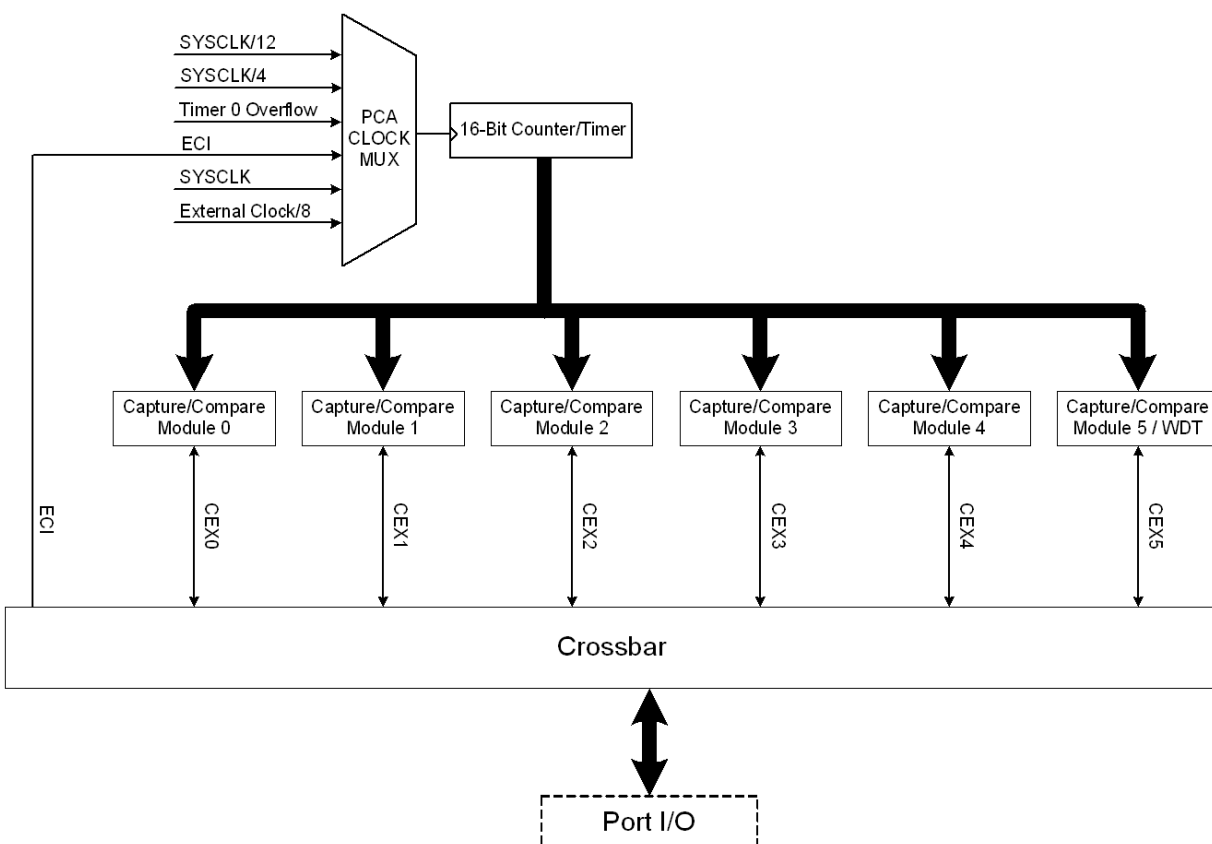 SYSCLK/12
SYSCLK/4
Timer 0 Overflow
ECI
SYSCLK
External Clock/8
PCA
CLOCK
MUX
16-Bit Counter/Timer
Capture/Compare
Module 0
Capture/Compare
Module 1
Capture/Compare
Module 2
Capture/Compare
Module 3
Capture/Compare
Module 4
Capture/Compare
Module 5 / WDT
ECI
CEX0
CEX1
CEX2
CEX3
CEX4
CEX5
Crossbar
Port I/O